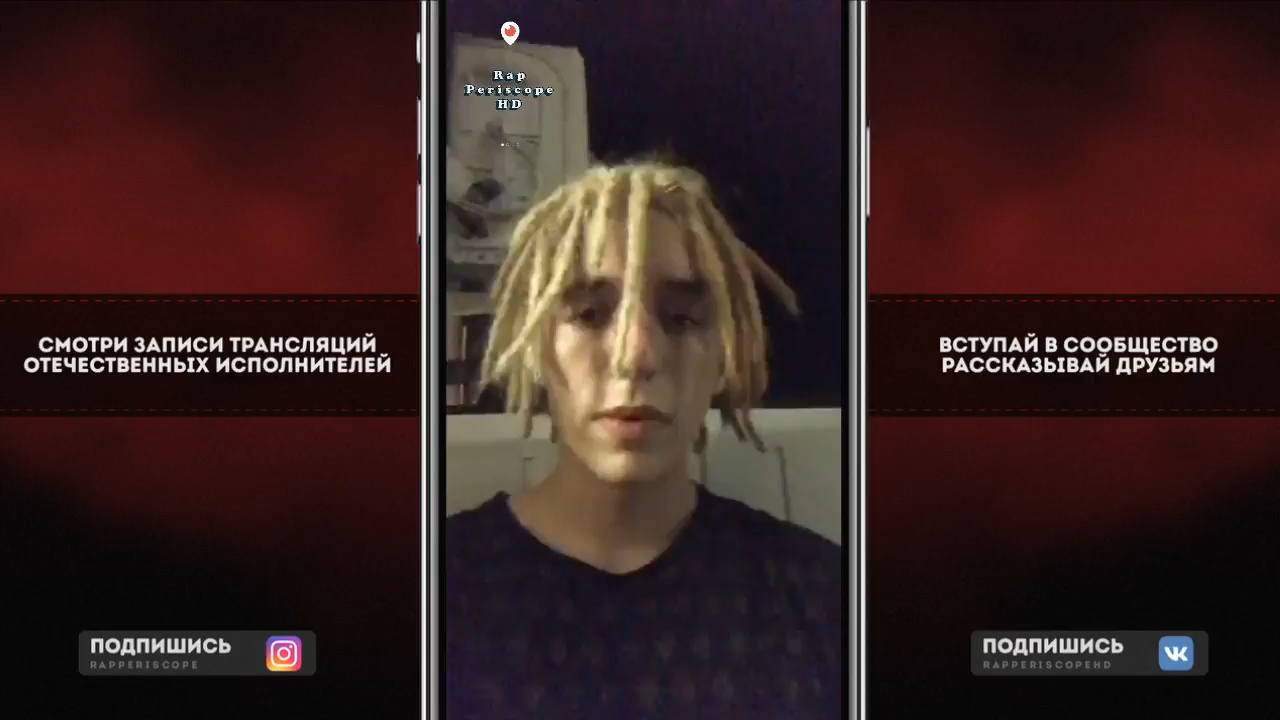 Rap
Periscope
HD
СМОТРИ ЗАПИСИ ТРАНСЛЯЦИЙ
ОТЕЧЕСТВЕННЫХ ИСПОЛНИТЕЛЕЙ
ВСТУПАЙ В СООБЩЕСТВО
РАССКАЗЫВАЙ ДРУЗЬЯМ
ПОДПИШИСЬ
RAPPERISCOPE
ПОДПИШИСЬ
RAPPERISCOPEHD